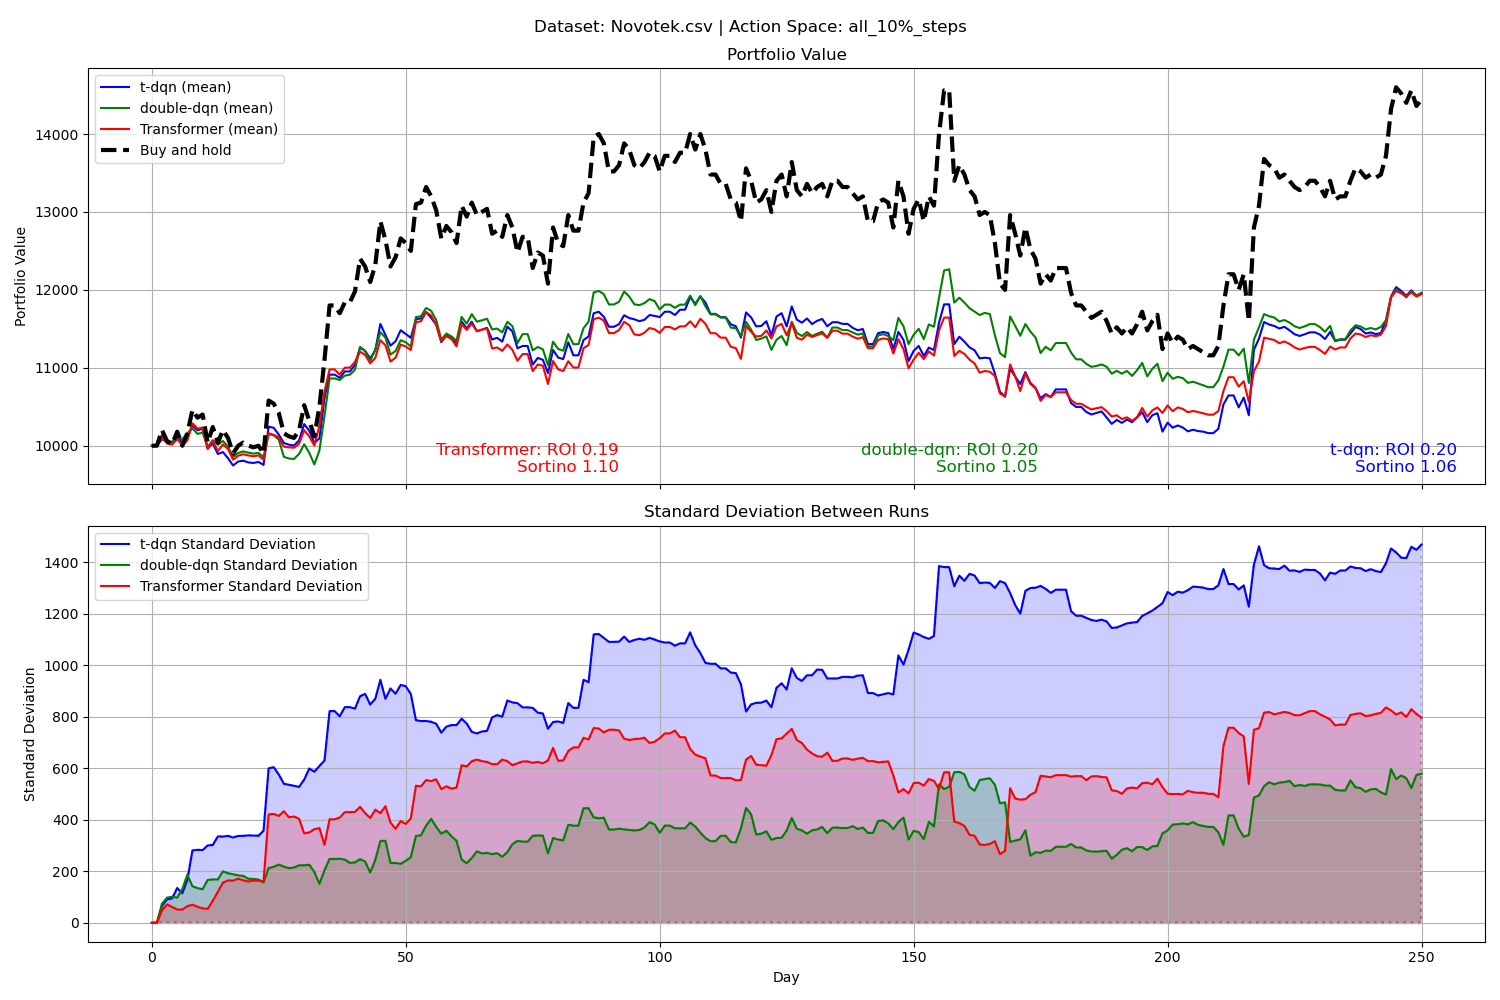 Dataset: Novotek.csv | Action Space: all_10%_steps
Portfolio Value
t-dqn (mean)
double-dqn (mean)
Transformer (mean)
Buy and hold
Portfolio Value
14000
13000
12000
11000
10000
Transformer: ROI 0.19
Sortino 1.10
double-dqn: ROI 0.20
Sortino 1.05
t-dqn: ROI 0.20
Sortino 1.06
Standard Deviation Between Runs
t-dqn Standard Deviation
double-dqn Standard Deviation
Transformer Standard Deviation
Standard Deviation
1400
1200
1000
800
600
400
200
0
0
50
100
150
200
250
Day